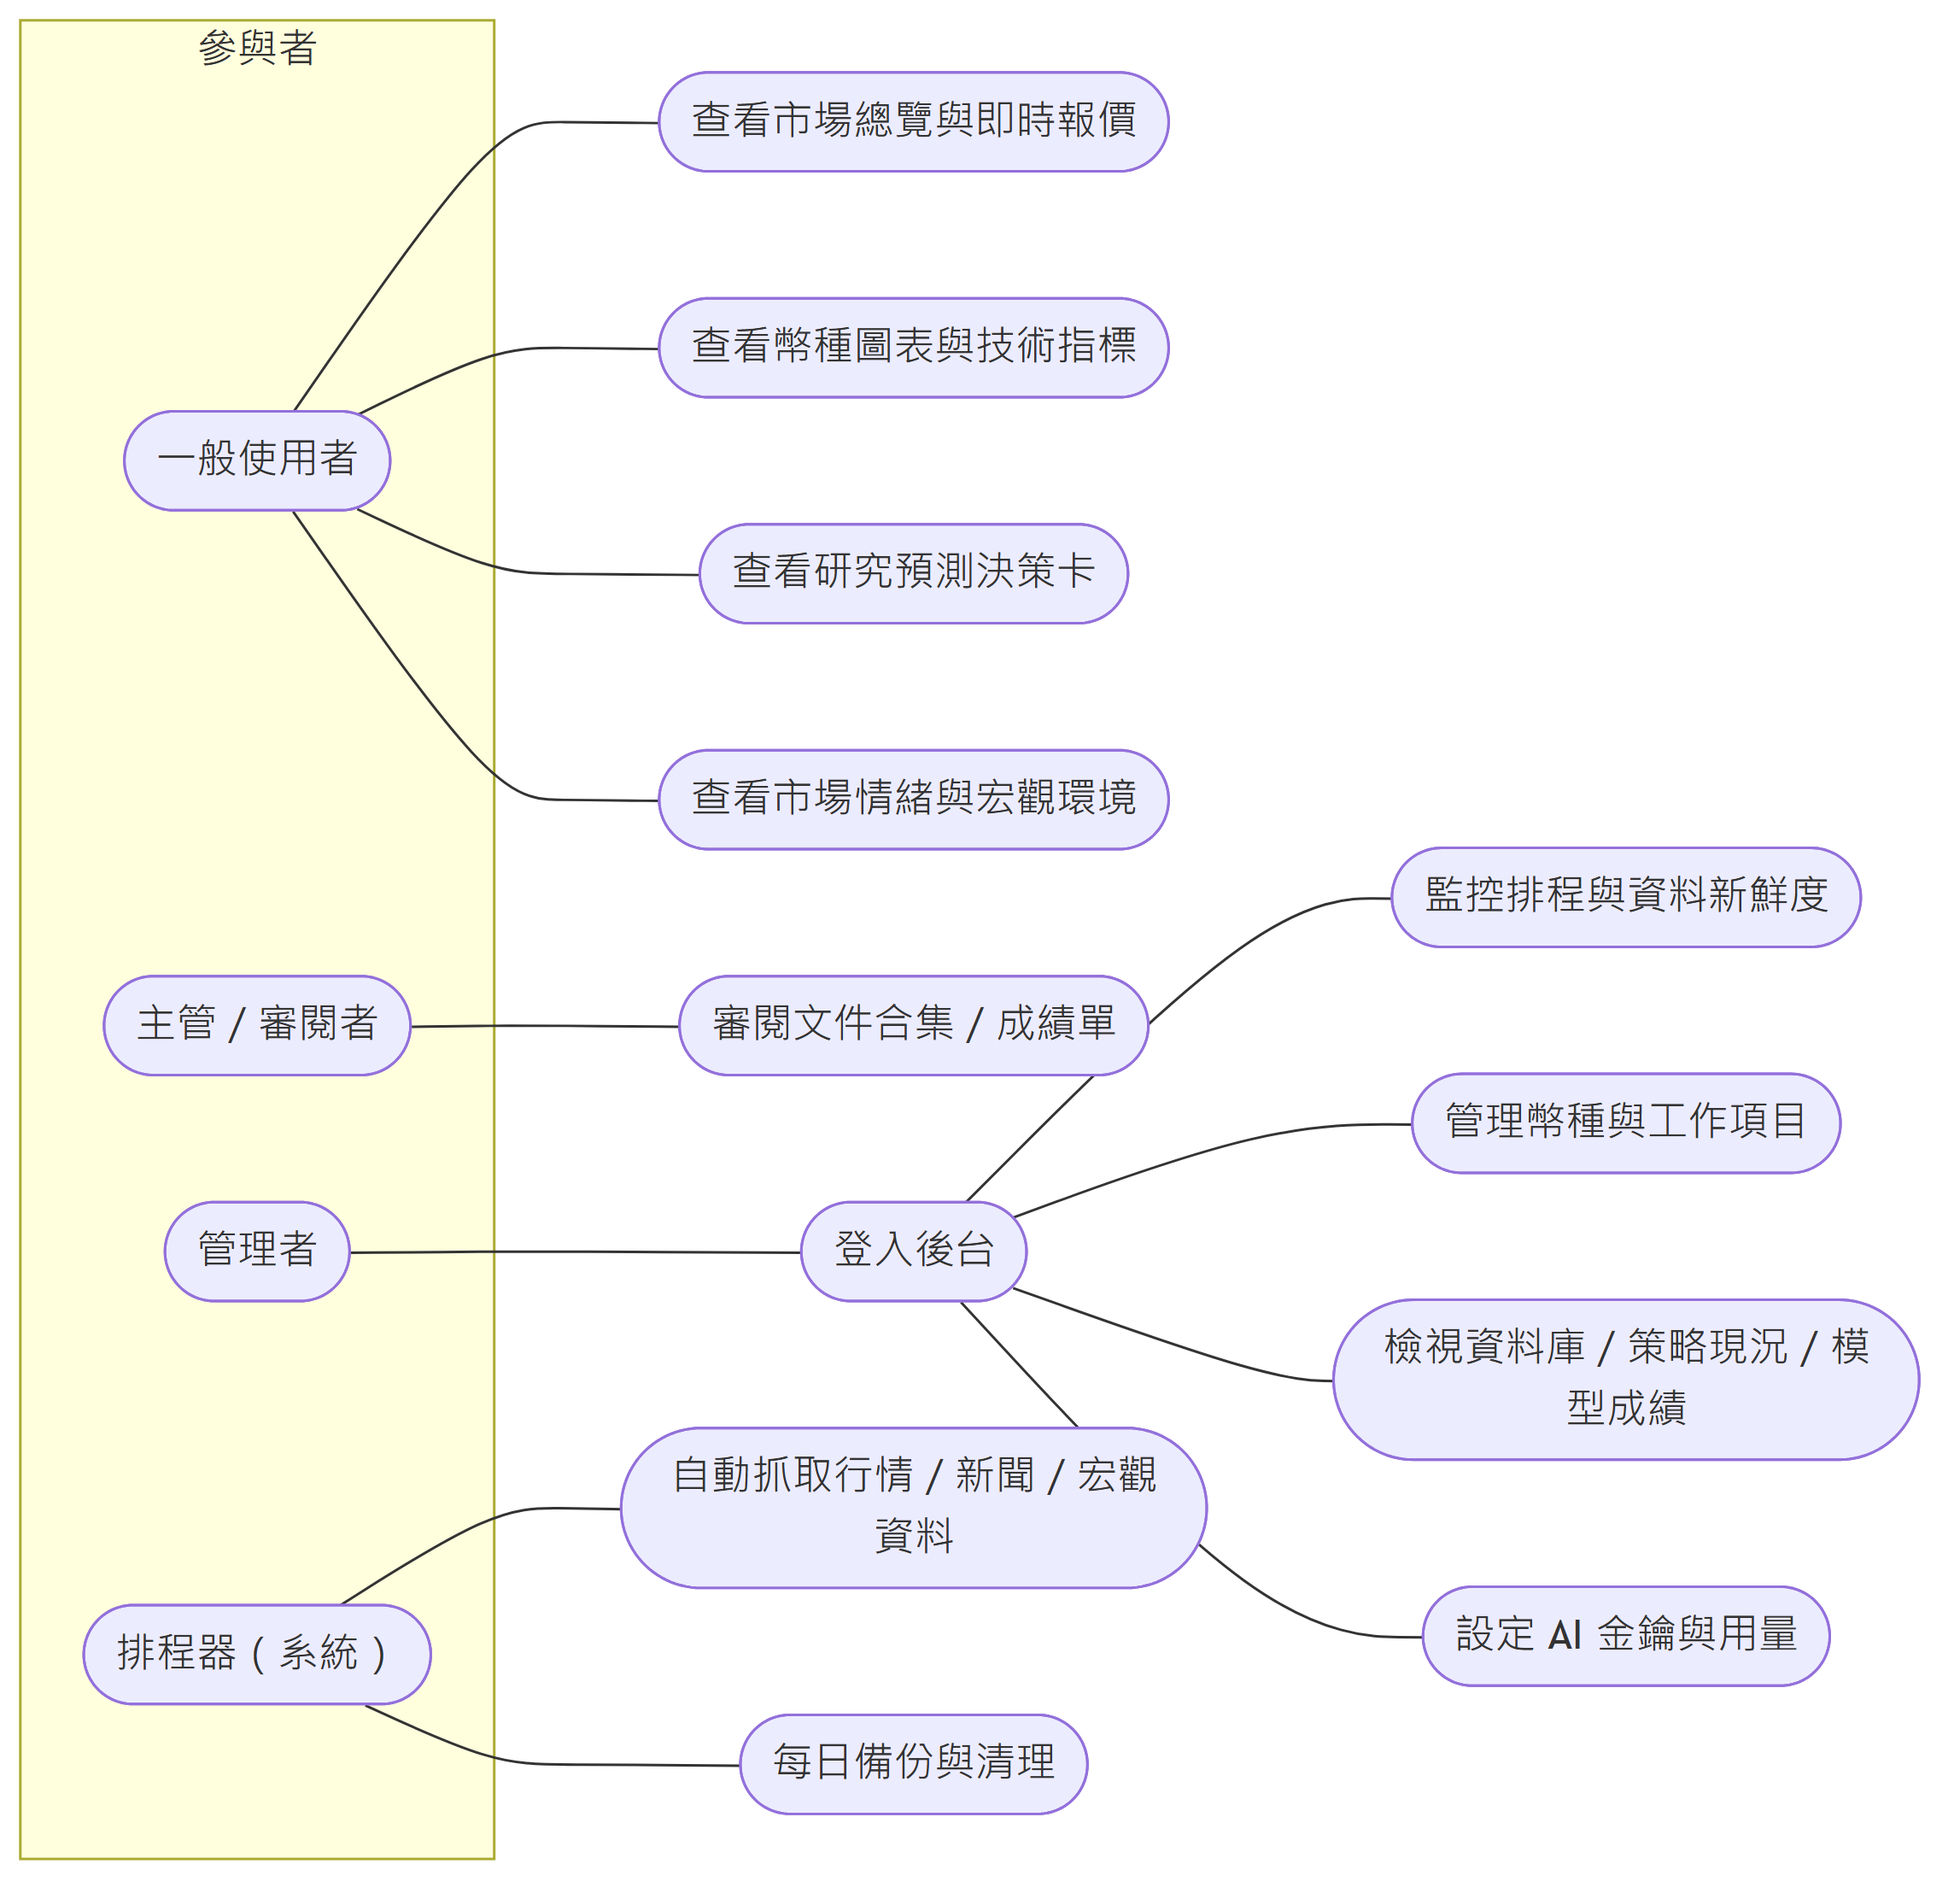 參與者
查看市場總覽與即時報價
查看幣種圖表與技術指標
一般使用者
查看研究預測決策卡
查看市場情緒與宏觀環境
監控排程與資料新鮮度
主管 / 審閱者
審閱文件合集 / 成績單
管理幣種與工作項目
管理者
登入後台
檢視資料庫 / 策略現況 / 模
型成績
自動抓取行情 / 新聞 / 宏觀
資料
設定 AI 金鑰與用量
排程器（系統）
每日備份與清理